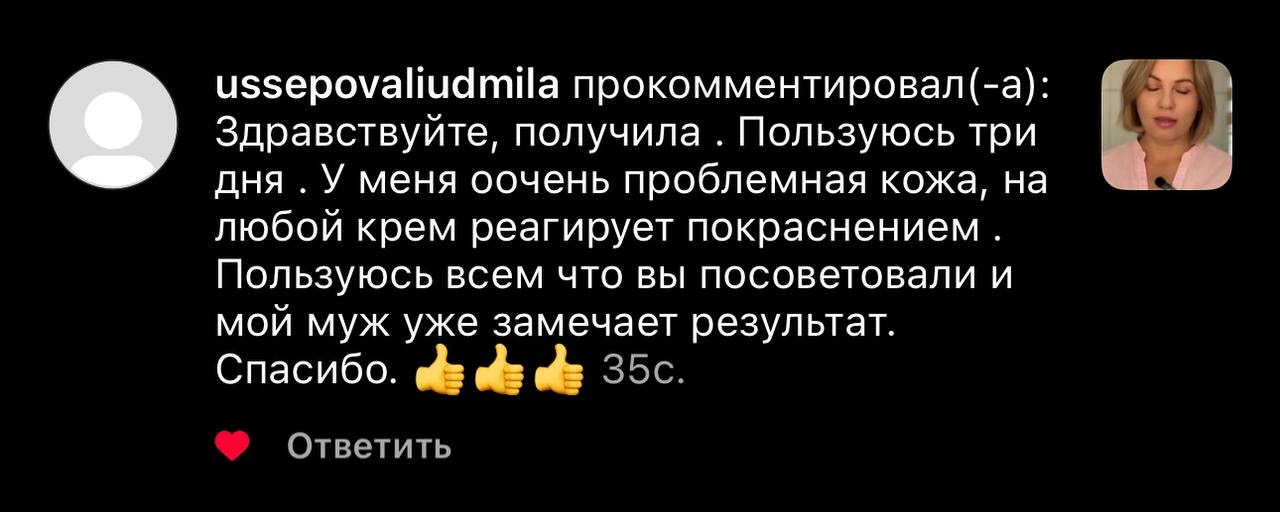 ussepovaliudmila прокомментировал(-а):
Здравствуйте, получила . Пользуюсь три
дня . У меня оочень проблемная кожа, на
любой крем реагирует покраснением .
Пользуюсь всем что вы посоветовали и
мой муж уже замечает результат.
Спасибо. 👍👍👍 35с.
Ответить